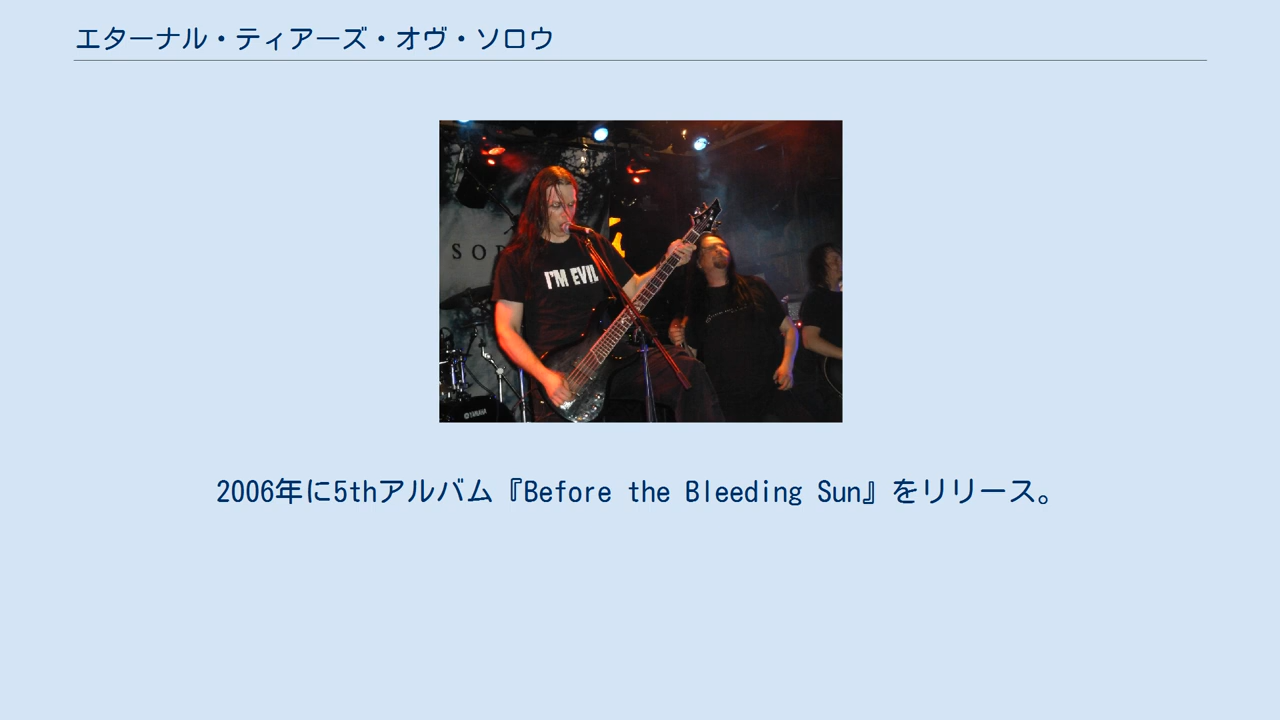 エターナル・ティアーズ・オヴ・ソロウ
SOR
I'M EVIL
YAMAHA
2006年に5thアルバム『Before the Bleeding Sun』をリリース。